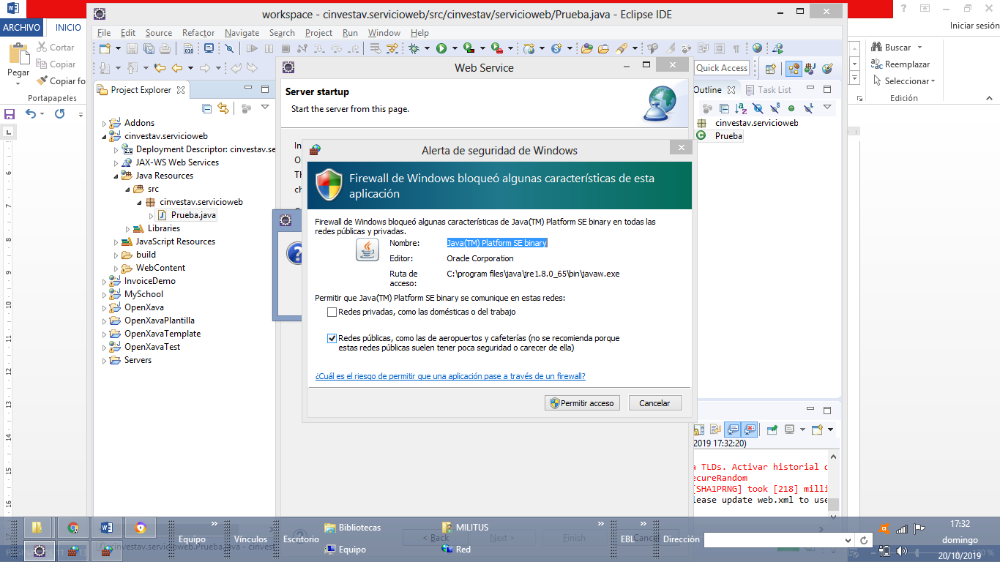 workspace - cinvestav.servicioweb/src/cinvestav/servicioweb/Prueba.java - Eclipse IDE
Iniciar sesión
ARCHIVO
INICIO
File Edit Source Refactor Navigate Search Project Run Window Help
Cortar
Copiar
Copiar fo
Pegar
Portapapeles
Buscar
Reemplazar
Seleccionar
Edición
Quick Access
Project Explorer
Addons
cinvestav.servicioweb
Deployment Descriptor: cinvestav.se
JAX-WS Web Services
Java Resources
src
cinvestav.servicioweb
Prueba.java
Libraries
JavaScript Resources
build
WebContent
InvoiceDemo
MySchool
OpenXava
OpenXavaPlantilla
OpenXavaTemplate
OpenXavaTest
Servers
Web Service
Server startup
Start the server from this page.
Alerta de seguridad de Windows
Firewall de Windows bloqueó algunas características de esta
aplicación
Firewall de Windows bloqueó algunas características de Java(TM) Platform SE binary en todas las
redes públicas y privadas.
Nombre: Java(TM) Platform SE binary
Editor: Oracle Corporation
Ruta de C:\program files\java\jre1.8.0_65\bin\javaw.exe
acceso:
Permitir que Java(TM) Platform SE binary se comunique en estas redes:
Redes privadas, como las domésticas o del trabajo
Redes públicas, como las de aeropuertos y cafeterías (no se recomienda porque
estas redes públicas suelen tener poca seguridad o carecer de ella)
¿Cuál es el riesgo de permitir que una aplicación pase a través de un firewall?
Permitir acceso
Cancelar
Outline
Task List
cinvestav.servicioweb
Prueba
2019 17:32:20)
a TLDs. Activar historial d
ecureRandom
[SHA1PRNG] took [218] milli
lease update web.xml to use
< Back
Next >
Finish
Cancel
cinvestav.servicioweb.Prueba.java - cinves
Equipo
Vínculos
Escritorio
Bibliotecas
Equipo
MILITUS
Red
EBL
Dirección
17:32
domingo
20/10/2019